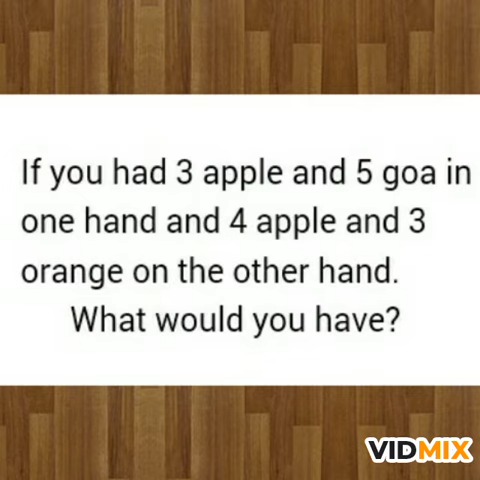 If you had 3 apple and 5 goa in
one hand and 4 apple and 3
orange on the other hand.
What would you have?
VIDMIX